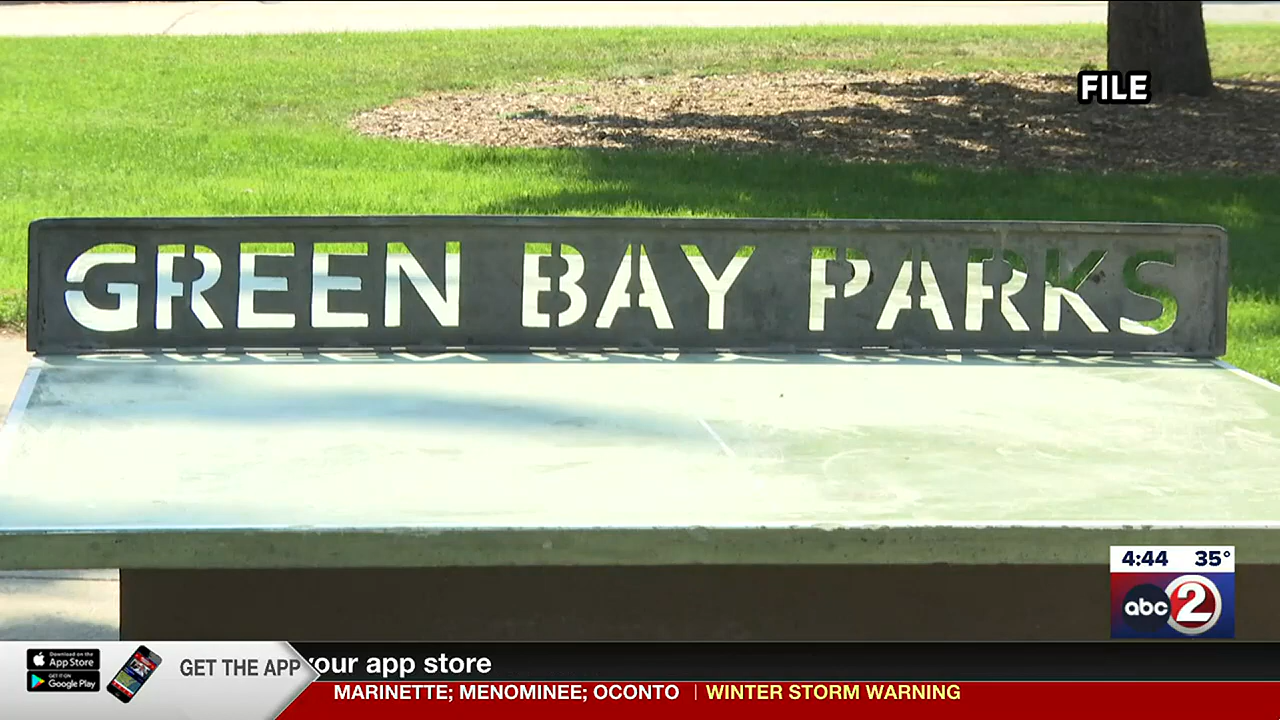 FILE
GREEN BAY PARKS
4:44 35°
abc 2
Download on the
App Store
GET IT ON
Google Play
GET THE APP
your app store
MARINETTE; MENOMINEE; OCONTO | WINTER STORM WARNING